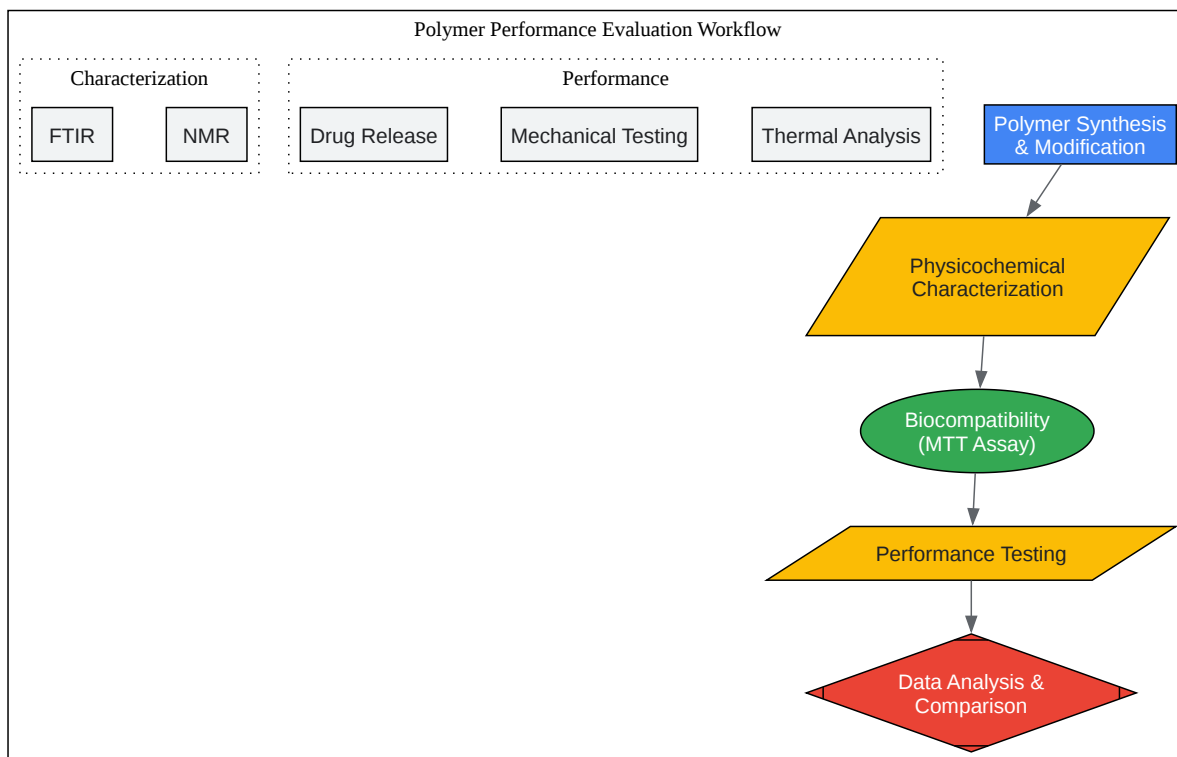 Polymer Performance Evaluation Workflow
Characterization
FTIR
NMR
Performance
Drug Release
Mechanical Testing
Thermal Analysis
Polymer Synthesis
& Modification
Physicochemical
Characterization
Biocompatibility
(MTT Assay)
Performance Testing
Data Analysis &
Comparison